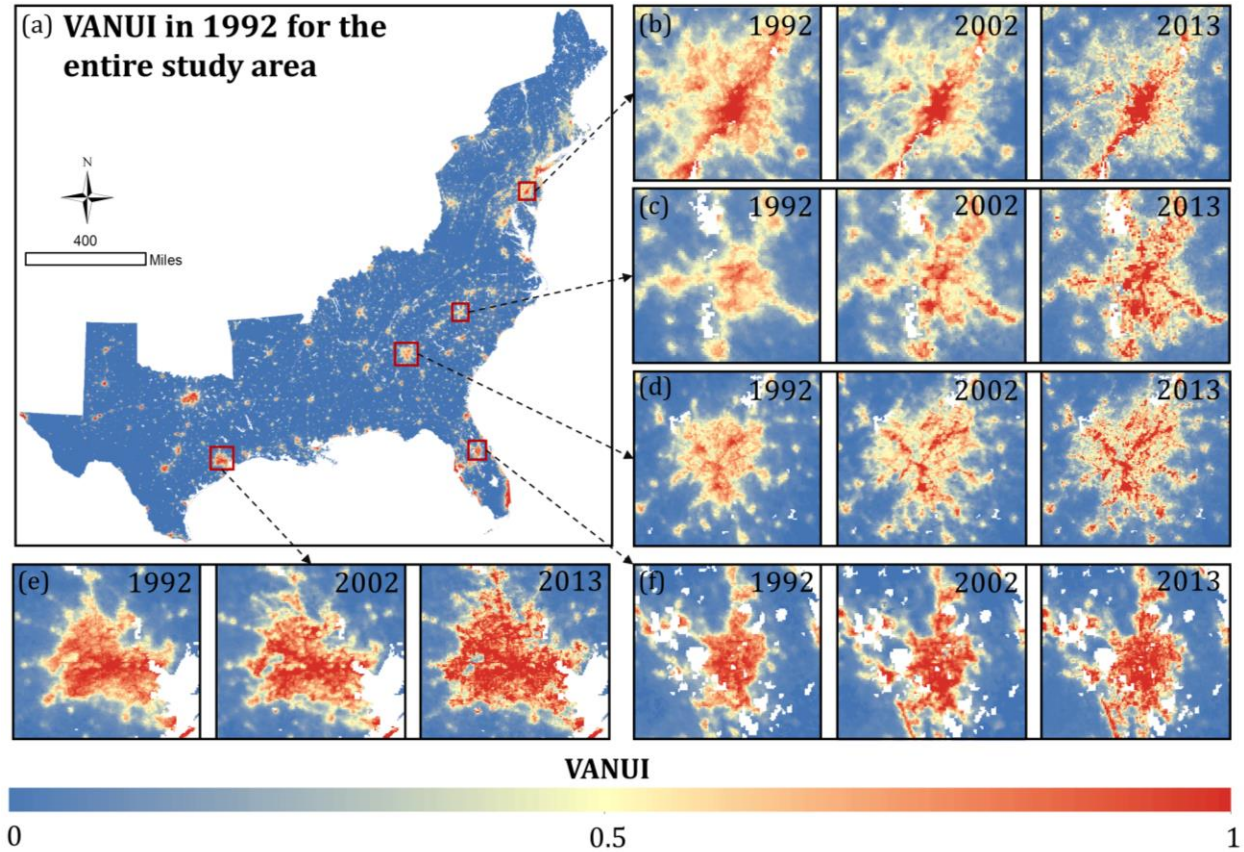 (a) VANUI in 1992 for the
entire study area
N
400
Miles
(b) 1992 2002 2013
(c) 1992 2002 2013
(d) 1992 2002 2013
(e) 1992 2002 2013
(f) 1992 2002 2013
VANUI
0 0.5 1